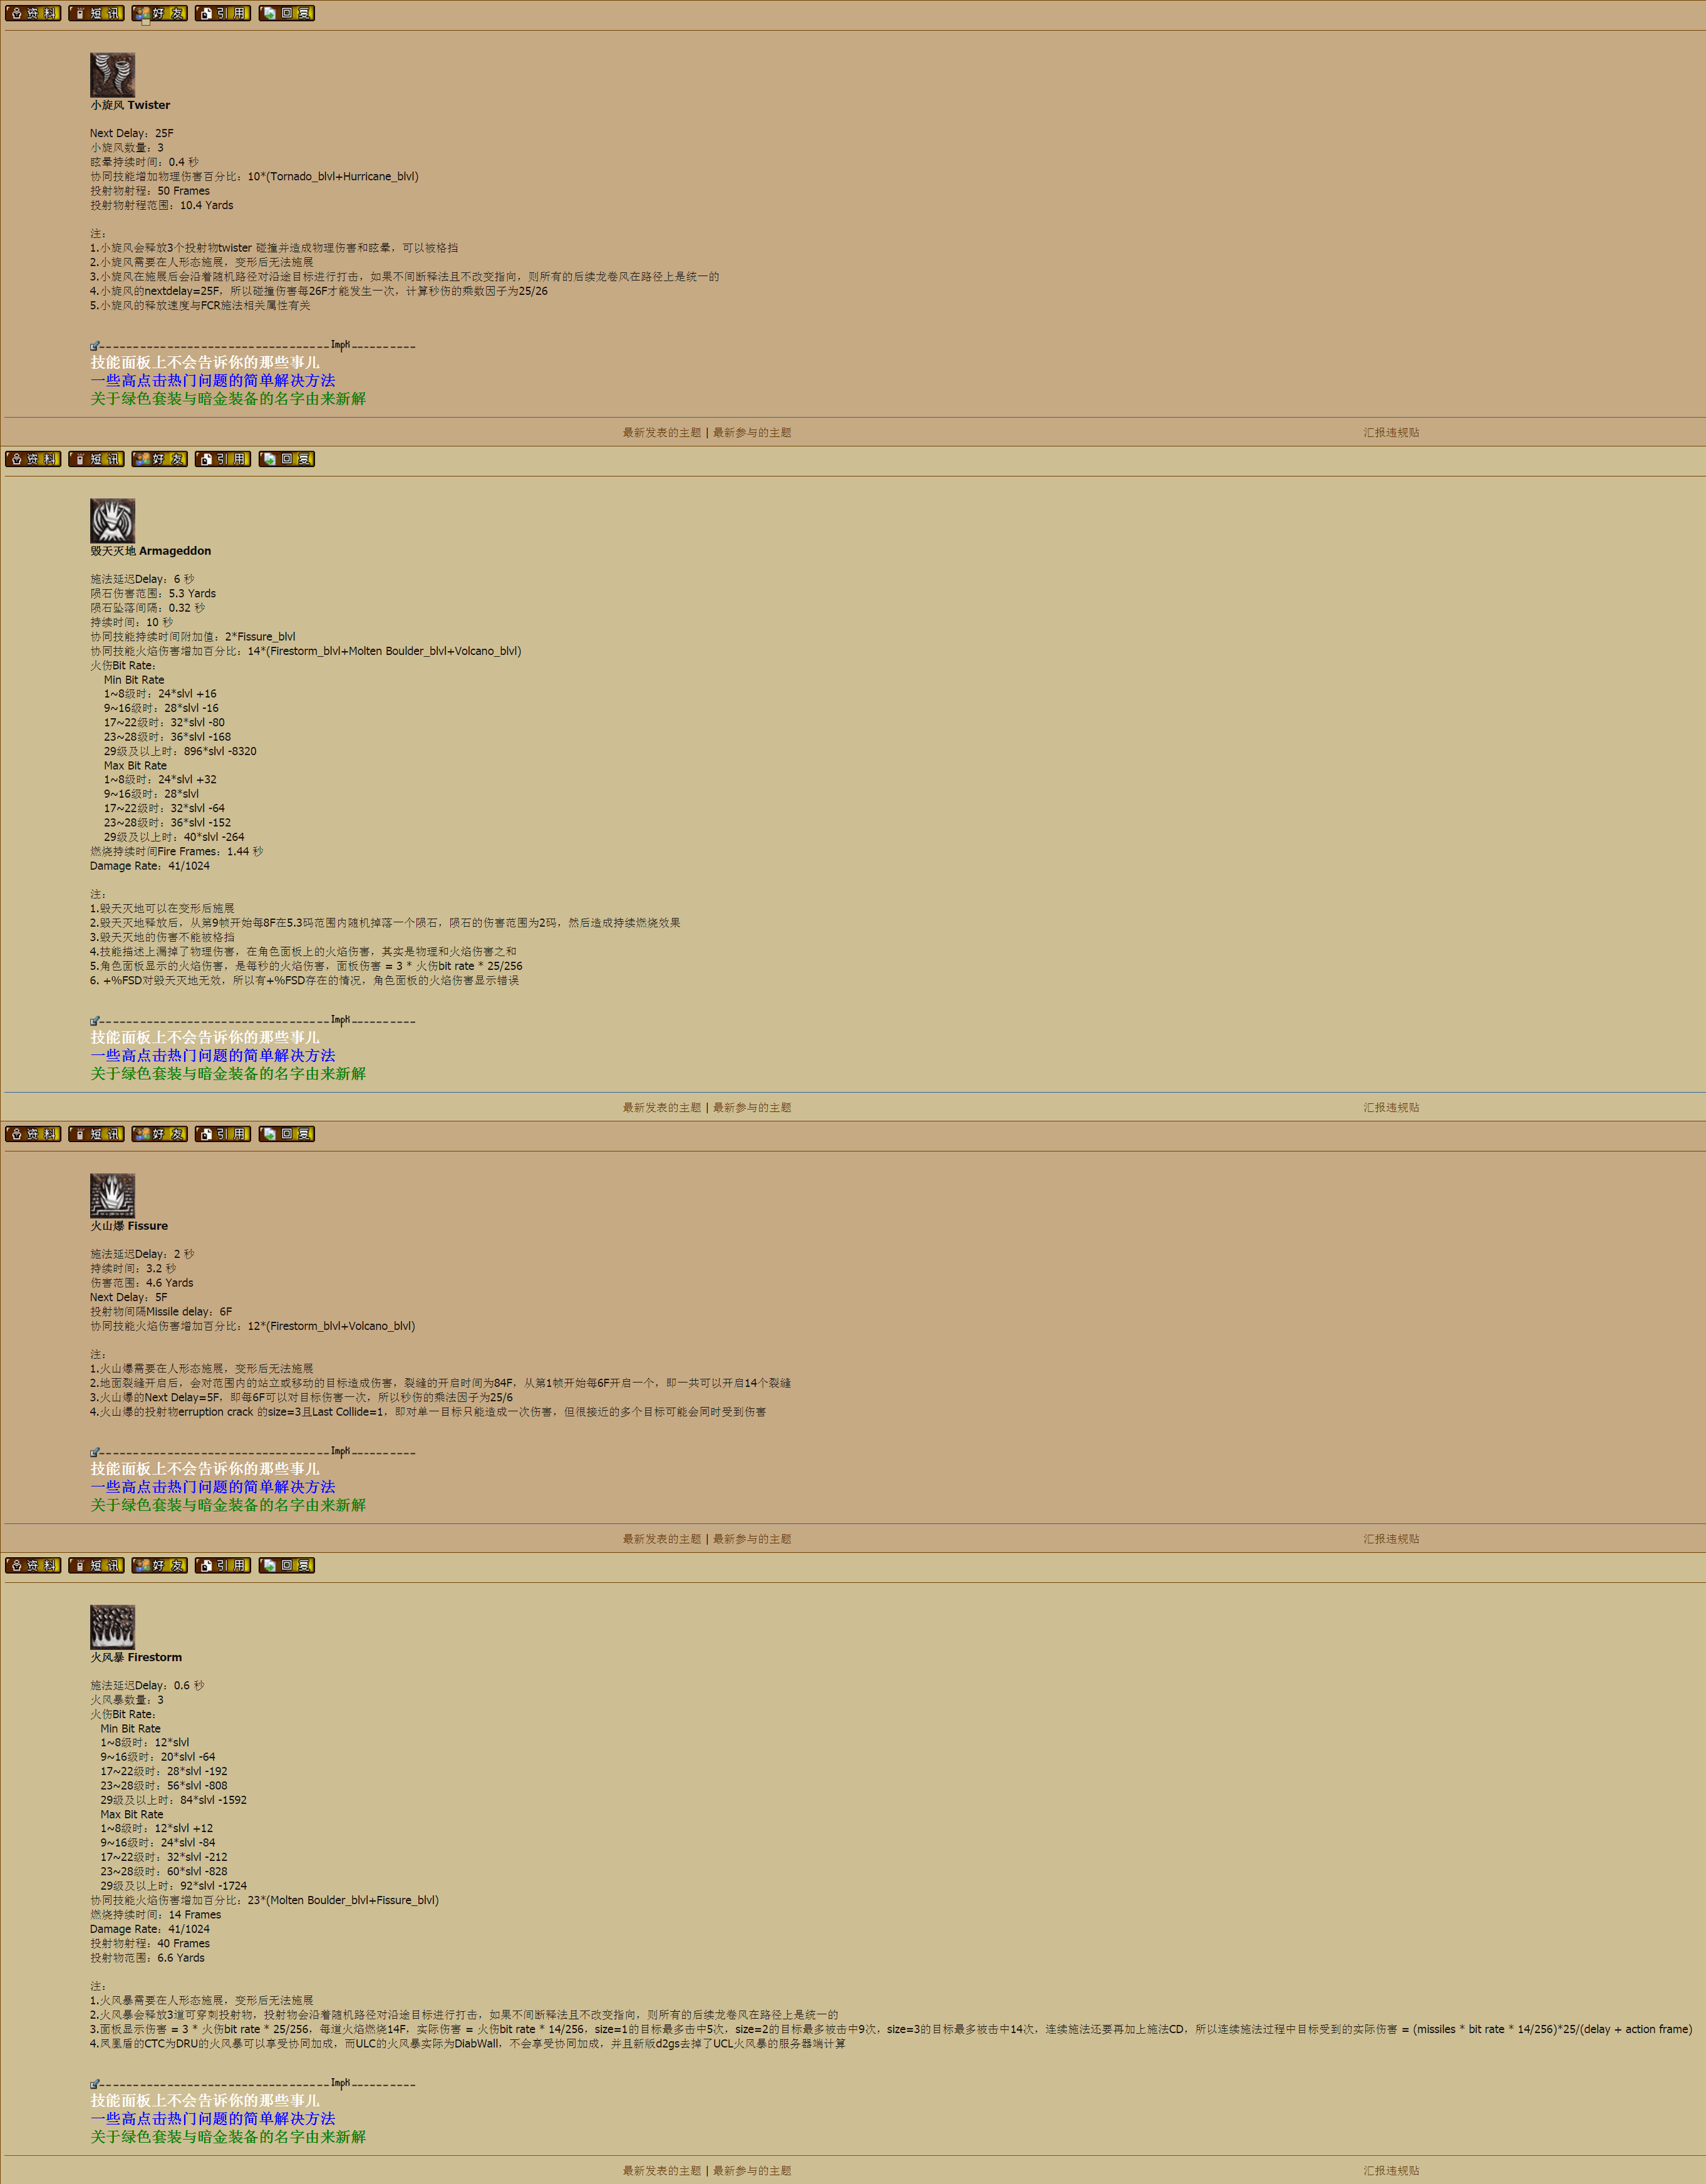 资料 短讯 好友 引用 回复
小旋风 Twister
Next Delay：25F
小旋风数量：3
眩晕持续时间：0.4 秒
协同技能增加物理伤害百分比：10*(Tornado_blvl+Hurricane_blvl)
投射物射程：50 Frames
投射物射程范围：10.4 Yards
注：
1.小旋风会释放3个投射物twister 碰撞并造成物理伤害和眩晕，可以被格挡
2.小旋风需要在人形态施展，变形后无法施展
3.小旋风在施展后会沿着随机路径对沿途目标进行打击，如果不间断释法且不改变指向，则所有的后续龙卷风在路径上是统一的
4.小旋风的nextdelay=25F，所以碰撞伤害每26F才能发生一次，计算秒伤的乘数因子为25/26
5.小旋风的释放速度与FCR施法相关属性有关
ImpK
技能面板上不会告诉你的那些事儿
一些高点击热门问题的简单解决方法
关于绿色套装与暗金装备的名字由来新解
最新发表的主题 | 最新参与的主题 汇报违规贴
资料 短讯 好友 引用 回复
毁天灭地 Armageddon
施法延迟Delay：6 秒
陨石伤害范围：5.3 Yards
陨石坠落间隔：0.32 秒
持续时间：10 秒
协同技能持续时间附加值：2*Fissure_blvl
协同技能火焰伤害增加百分比：14*(Firestorm_blvl+Molten Boulder_blvl+Volcano_blvl)
火伤Bit Rate：
Min Bit Rate
1~8级时：24*slvl +16
9~16级时：28*slvl -16
17~22级时：32*slvl -80
23~28级时：36*slvl -168
29级及以上时：896*slvl -8320
Max Bit Rate
1~8级时：24*slvl +32
9~16级时：28*slvl
17~22级时：32*slvl -64
23~28级时：36*slvl -152
29级及以上时：40*slvl -264
燃烧持续时间Fire Frames：1.44 秒
Damage Rate：41/1024
注：
1.毁天灭地可以在变形后施展
2.毁天灭地释放后，从第9帧开始每8F在5.3码范围内随机掉落一个陨石，陨石的伤害范围为2码，然后造成持续燃烧效果
3.毁天灭地的伤害不能被格挡
4.技能描述上漏掉了物理伤害，在角色面板上的火焰伤害，其实是物理和火焰伤害之和
5.角色面板显示的火焰伤害，是每秒的火焰伤害，面板伤害 = 3 * 火伤bit rate * 25/256
6. +%FSD对毁天灭地无效，所以有+%FSD存在的情况，角色面板的火焰伤害显示错误
ImpK
技能面板上不会告诉你的那些事儿
一些高点击热门问题的简单解决方法
关于绿色套装与暗金装备的名字由来新解
最新发表的主题 | 最新参与的主题 汇报违规贴
资料 短讯 好友 引用 回复
火山爆 Fissure
施法延迟Delay：2 秒
持续时间：3.2 秒
伤害范围：4.6 Yards
Next Delay：5F
投射物间隔Missile delay：6F
协同技能火焰伤害增加百分比：12*(Firestorm_blvl+Volcano_blvl)
注：
1.火山爆需要在人形态施展，变形后无法施展
2.地面裂缝开启后，会对范围内的站立或移动的目标造成伤害，裂缝的开启时间为84F，从第1帧开始每6F开启一个，即一共可以开启14个裂缝
3.火山爆的Next Delay=5F，即每6F可以对目标伤害一次，所以秒伤的乘法因子为25/6
4.火山爆的投射物erruption crack 的size=3且Last Collide=1，即对单一目标只能造成一次伤害，但很接近的多个目标可能会同时受到伤害
ImpK
技能面板上不会告诉你的那些事儿
一些高点击热门问题的简单解决方法
关于绿色套装与暗金装备的名字由来新解
最新发表的主题 | 最新参与的主题 汇报违规贴
资料 短讯 好友 引用 回复
火风暴 Firestorm
施法延迟Delay：0.6 秒
火风暴数量：3
火伤Bit Rate：
Min Bit Rate
1~8级时：12*slvl
9~16级时：20*slvl -64
17~22级时：28*slvl -192
23~28级时：56*slvl -808
29级及以上时：84*slvl -1592
Max Bit Rate
1~8级时：12*slvl +12
9~16级时：24*slvl -84
17~22级时：32*slvl -212
23~28级时：60*slvl -828
29级及以上时：92*slvl -1724
协同技能火焰伤害增加百分比：23*(Molten Boulder_blvl+Fissure_blvl)
燃烧持续时间：14 Frames
Damage Rate：41/1024
投射物射程：40 Frames
投射物范围：6.6 Yards
注：
1.火风暴需要在人形态施展，变形后无法施展
2.火风暴会释放3道可穿刺投射物，投射物会沿着随机路径对沿途目标进行打击，如果不间断释法且不改变指向，则所有的后续龙卷风在路径上是统一的
3.面板显示伤害 = 3 * 火伤bit rate * 25/256，每道火焰燃烧14F，实际伤害 = 火伤bit rate * 14/256，size=1的目标最多击中5次，size=2的目标最多被击中9次，size=3的目标最多被击中14次，连续施法还要再加上施法CD，所以连续施法过程中目标受到的实际伤害 = (missiles * bit rate * 14/256)*25/(delay + action frame)
4.凤凰盾的CTC为DRU的火风暴可以享受协同加成，而ULC的火风暴实际为DiabWall，不会享受协同加成，并且新版d2gs去掉了UCL火风暴的服务器端计算
ImpK
技能面板上不会告诉你的那些事儿
一些高点击热门问题的简单解决方法
关于绿色套装与暗金装备的名字由来新解
最新发表的主题 | 最新参与的主题 汇报违规贴